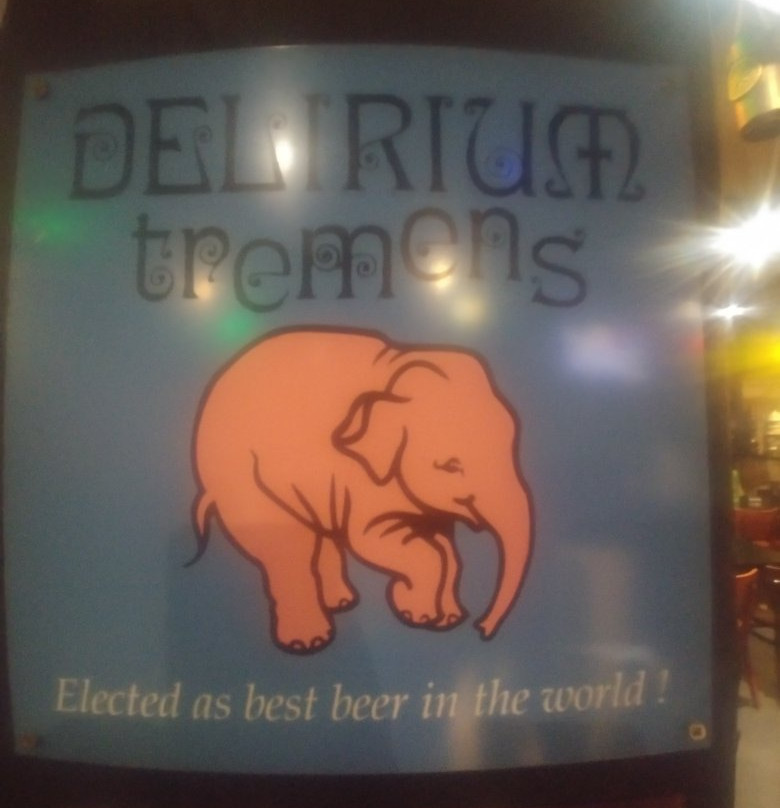 DELIRIUM
tremens
Elected as best beer in the world !